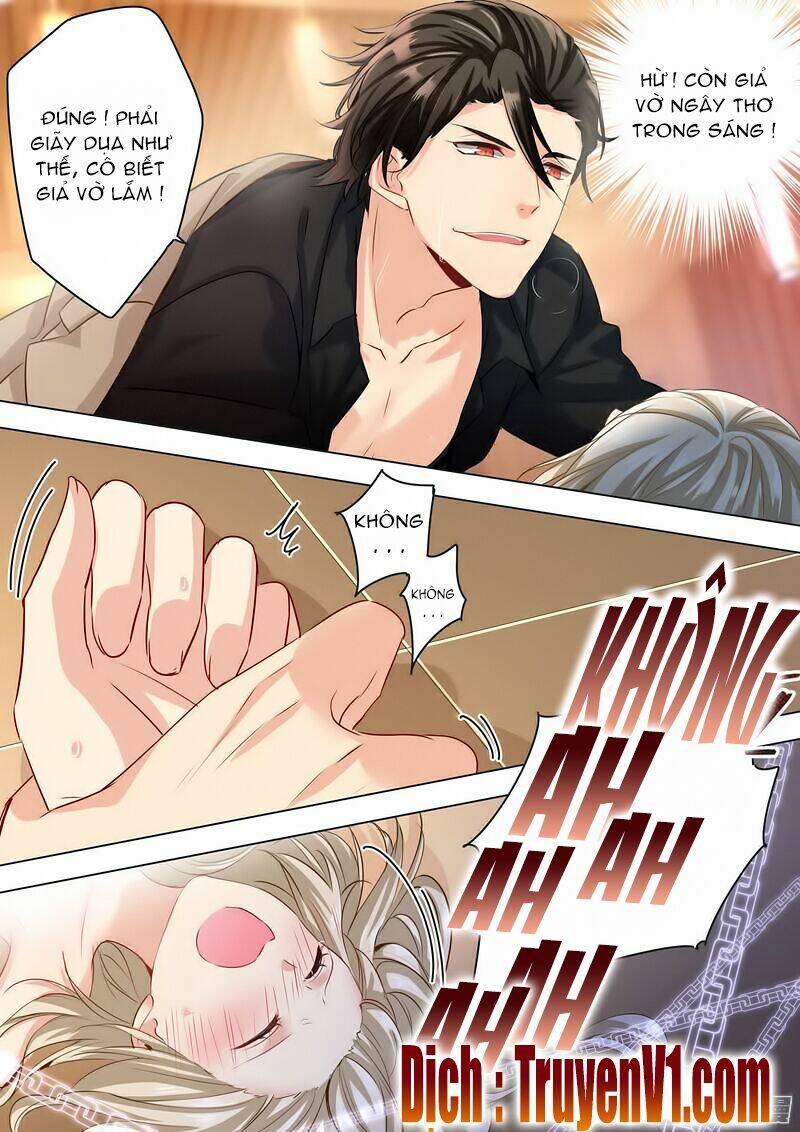 HỪ! CÒN GIẢ
VỜ NGÂY THƠ
TRONG SÁNG!
ĐÚNG! PHẢI
GIÃY DỤA NHƯ
THẾ, CÔ BIẾT
GIẢ VỜ LẮM!
KHÔNG
...
KHÔNG
...
KHÔNG
AH
AH
AH
AH
AH
Dịch : TruyenV1.com